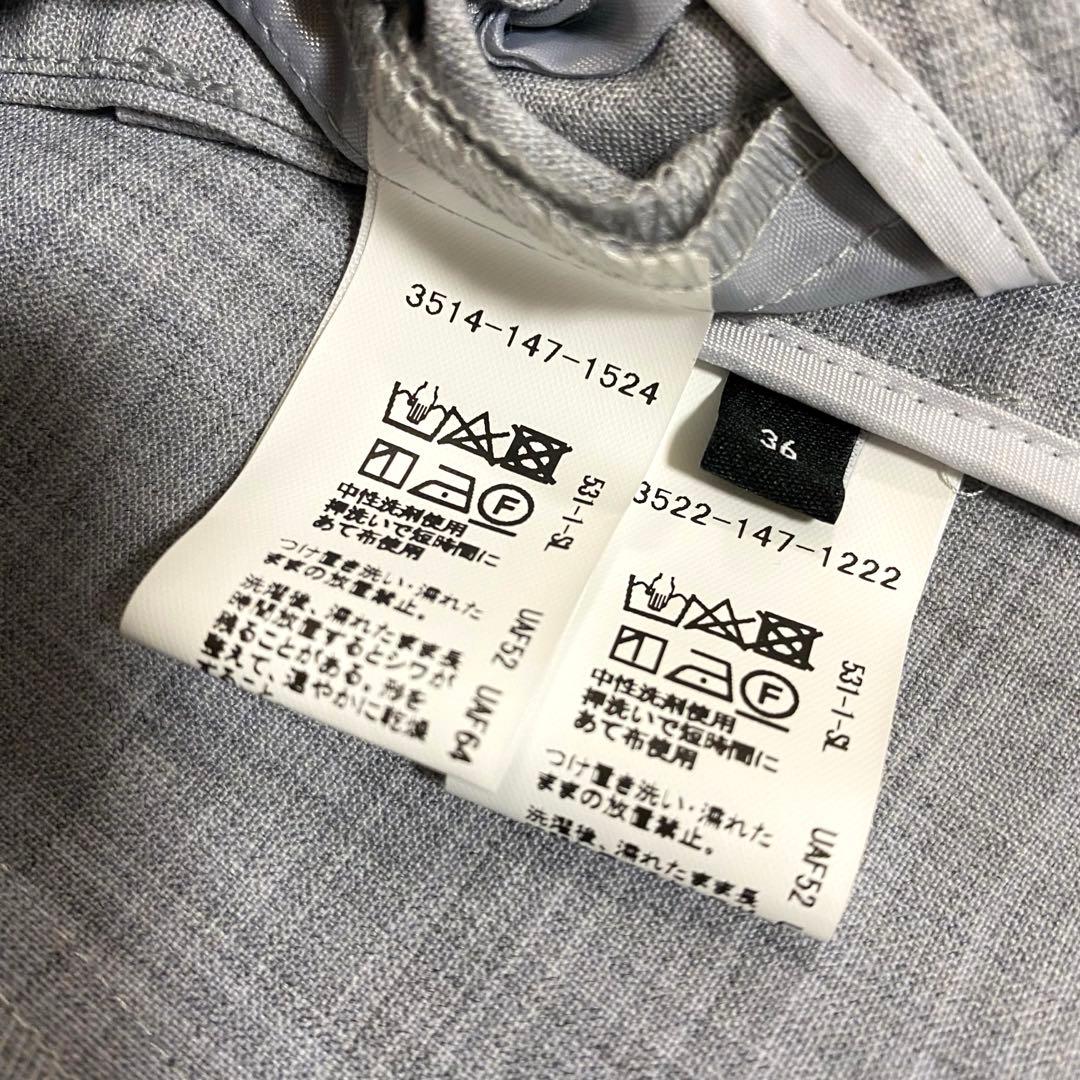 3514-147-1524
F
531-1-SL
中性洗剤使用
押洗いで短時間に
あて布使用
つけ置き洗い・濡れた
ままの放置禁止。
洗濯後、濡れたまま長
時間放置するとシワが
残ることがある。形を
整えて、速やかに乾燥
すること
UAF52 UAF64
36
3522-147-1222
F
531-1-SL
中性洗剤使用
押洗いで短時間に
あて布使用
つけ置き洗い・濡れた
ままの放置禁止。
洗濯後、濡れたまま長
UAF52